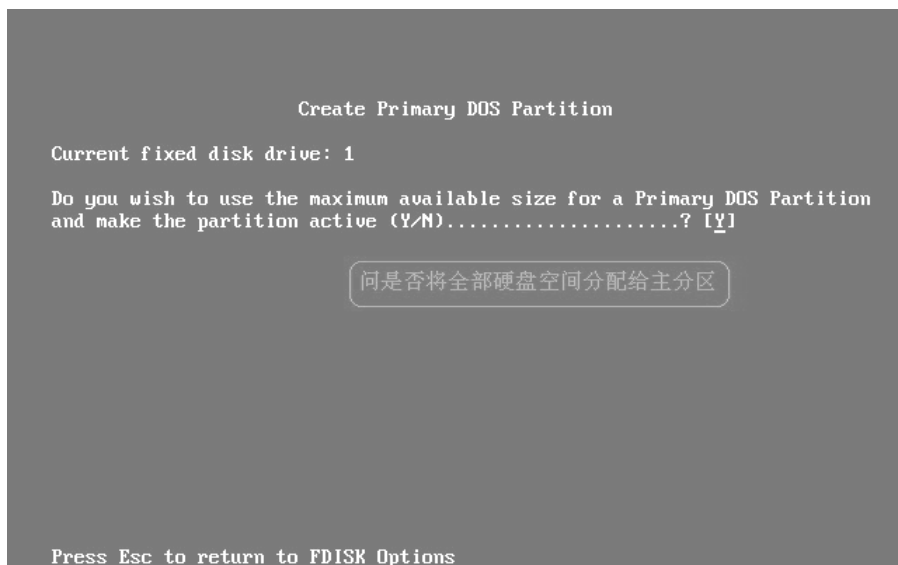 Create Primary DOS Partition
Current fixed disk drive: 1
Do you wish to use the maximum available size for a Primary DOS Partition
and make the partition active (Y/N).....................? [Y]
问是否将全部硬盘空间分配给主分区
Press Esc to return to FDISK Options